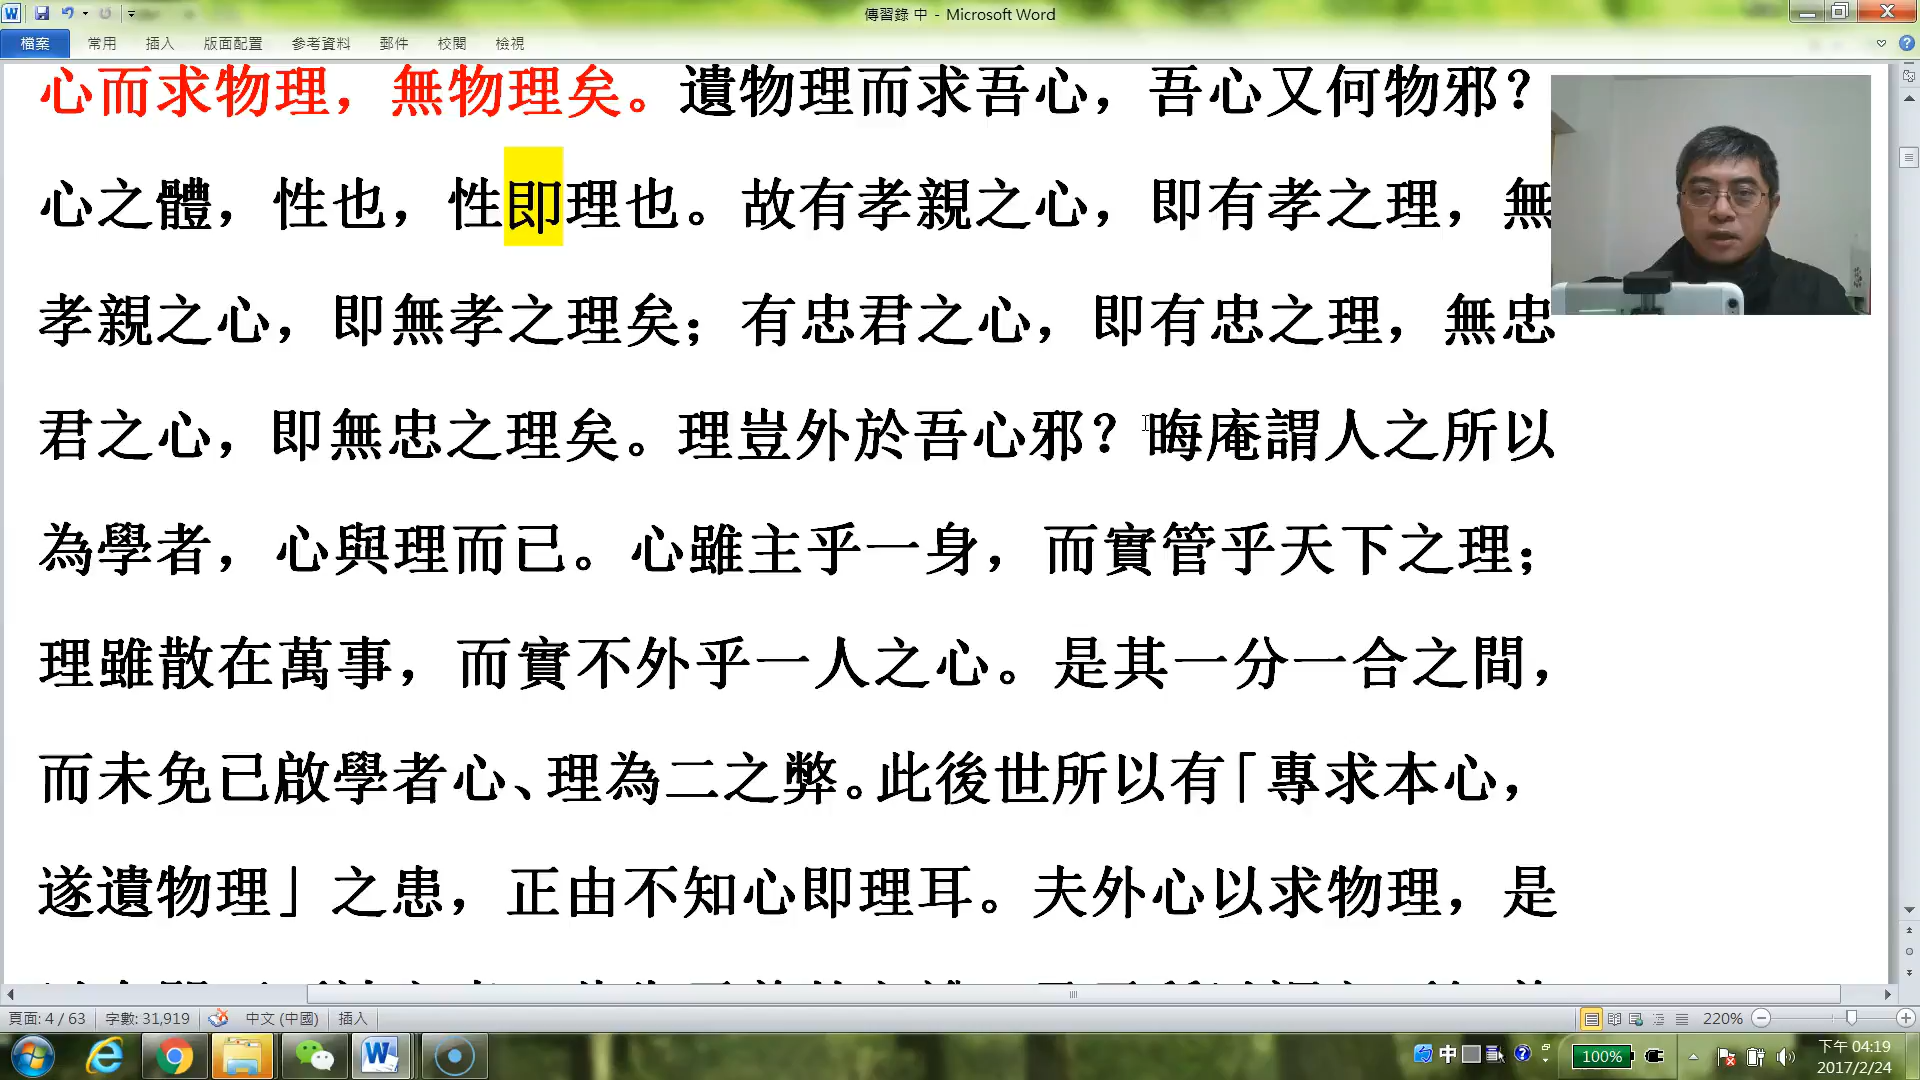 傳習錄 中 - Microsoft Word
檔案 常用 插入 版面配置 參考資料 郵件 校閱 檢視
心而求物理，無物理矣。遺物理而求吾心，吾心又何物邪？
心之體，性也，性即理也。故有孝親之心，即有孝之理，無
孝親之心，即無孝之理矣；有忠君之心，即有忠之理，無忠
君之心，即無忠之理矣。理豈外於吾心邪？晦庵謂人之所以
為學者，心與理而已。心雖主乎一身，而實管乎天下之理；
理雖散在萬事，而實不外乎一人之心。是其一分一合之間，
而未免已啟學者心、理為二之弊。此後世所以有「專求本心，
遂遺物理」之患，正由不知心即理耳。夫外心以求物理，是
頁面: 4 / 63 字數: 31,919 中文 (中國) 插入 220%
中 100% 下午 04:19
2017/2/24